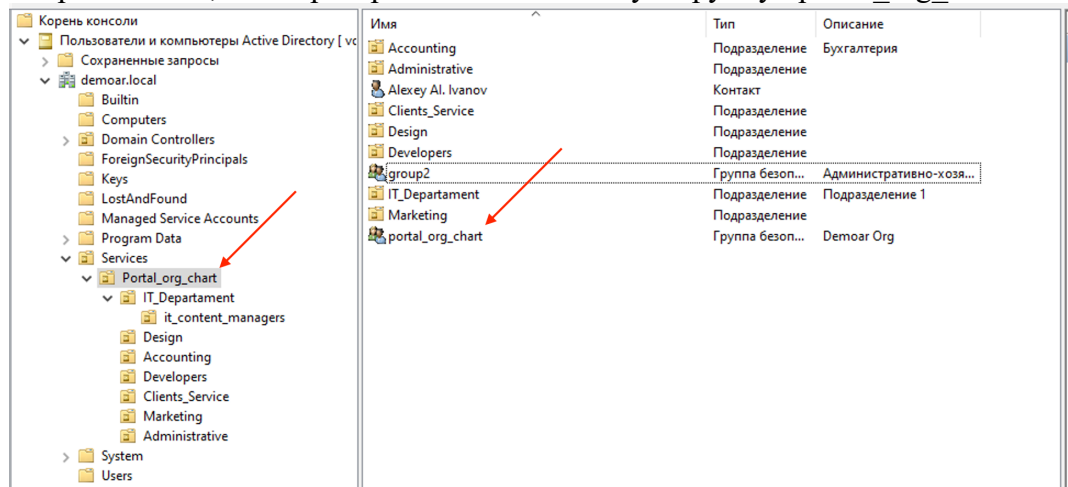 Корень консоли
Пользователи и компьютеры Active Directory [
Сохраненные запросы
demoar.local
Builtin
Computers
Domain Controllers
ForeignSecurityPrincipals
Keys
LostAndFound
Managed Service Accounts
Program Data
Services
Portal_org_chart
IT_Departament
it_content_managers
Design
Accounting
Developers
Clients_Service
Marketing
Administrative
System
Users
Имя Тип Описание
Accounting Подразделение Бухгалтерия
Administrative Подразделение
Alexey Al. Ivanov Контакт
Clients_Service Подразделение
Design Подразделение
Developers Подразделение
group2 Группа безоп... Административно-хозя...
IT_Departament Подразделение Подразделение 1
Marketing Подразделение
portal_org_chart Группа безоп... Demoar Org